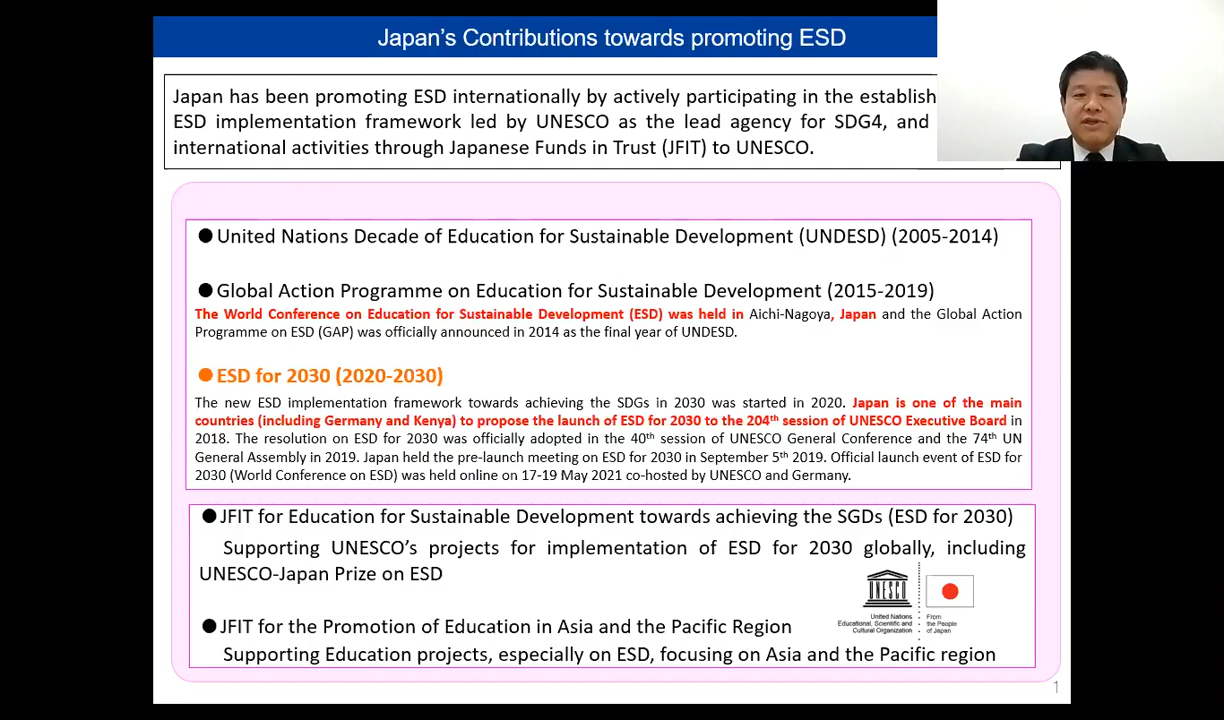 Japan's Contributions towards promoting ESD
Japan has been promoting ESD internationally by actively participating in the
ESD implementation framework led by UNESCO as the lead agency for SDG4, and
international activities through Japanese Funds in Trust (JFIT) to UNESCO.
●United Nations Decade of Education for Sustainable Development (UNDESD) (2005-2014)
●Global Action Programme on Education for Sustainable Development (2015-2019)
The World Conference on Education for Sustainable Development (ESD) was held in Aichi-Nagoya, Japan and the Global Action
Programme on ESD (GAP) was officially announced in 2014 as the final year of UNDESD.
●ESD for 2030 (2020-2030)
The new ESD implementation framework towards achieving the SDGs in 2030 was started in 2020. Japan is one of the main
countries (including Germany and Kenya) to propose the launch of ESD for 2030 to the 204th session of UNESCO Executive Board in
2018. The resolution on ESD for 2030 was officially adopted in the 40th session of UNESCO General Conference and the 74th UN
General Assembly in 2019. Japan held the pre-launch meeting on ESD for 2030 in September 5th 2019. Official launch event of ESD for
2030 (World Conference on ESD) was held online on 17-19 May 2021 co-hosted by UNESCO and Germany.
●JFIT for Education for Sustainable Development towards achieving the SGDs (ESD for 2030)
Supporting UNESCO's projects for implementation of ESD for 2030 globally, including
UNESCO-Japan Prize on ESD
UNESCO
United Nations
Educational, Scientific and
Cultural Organization
From
the People
of Japan
●JFIT for the Promotion of Education in Asia and the Pacific Region
Supporting Education projects, especially on ESD, focusing on Asia and the Pacific region
1